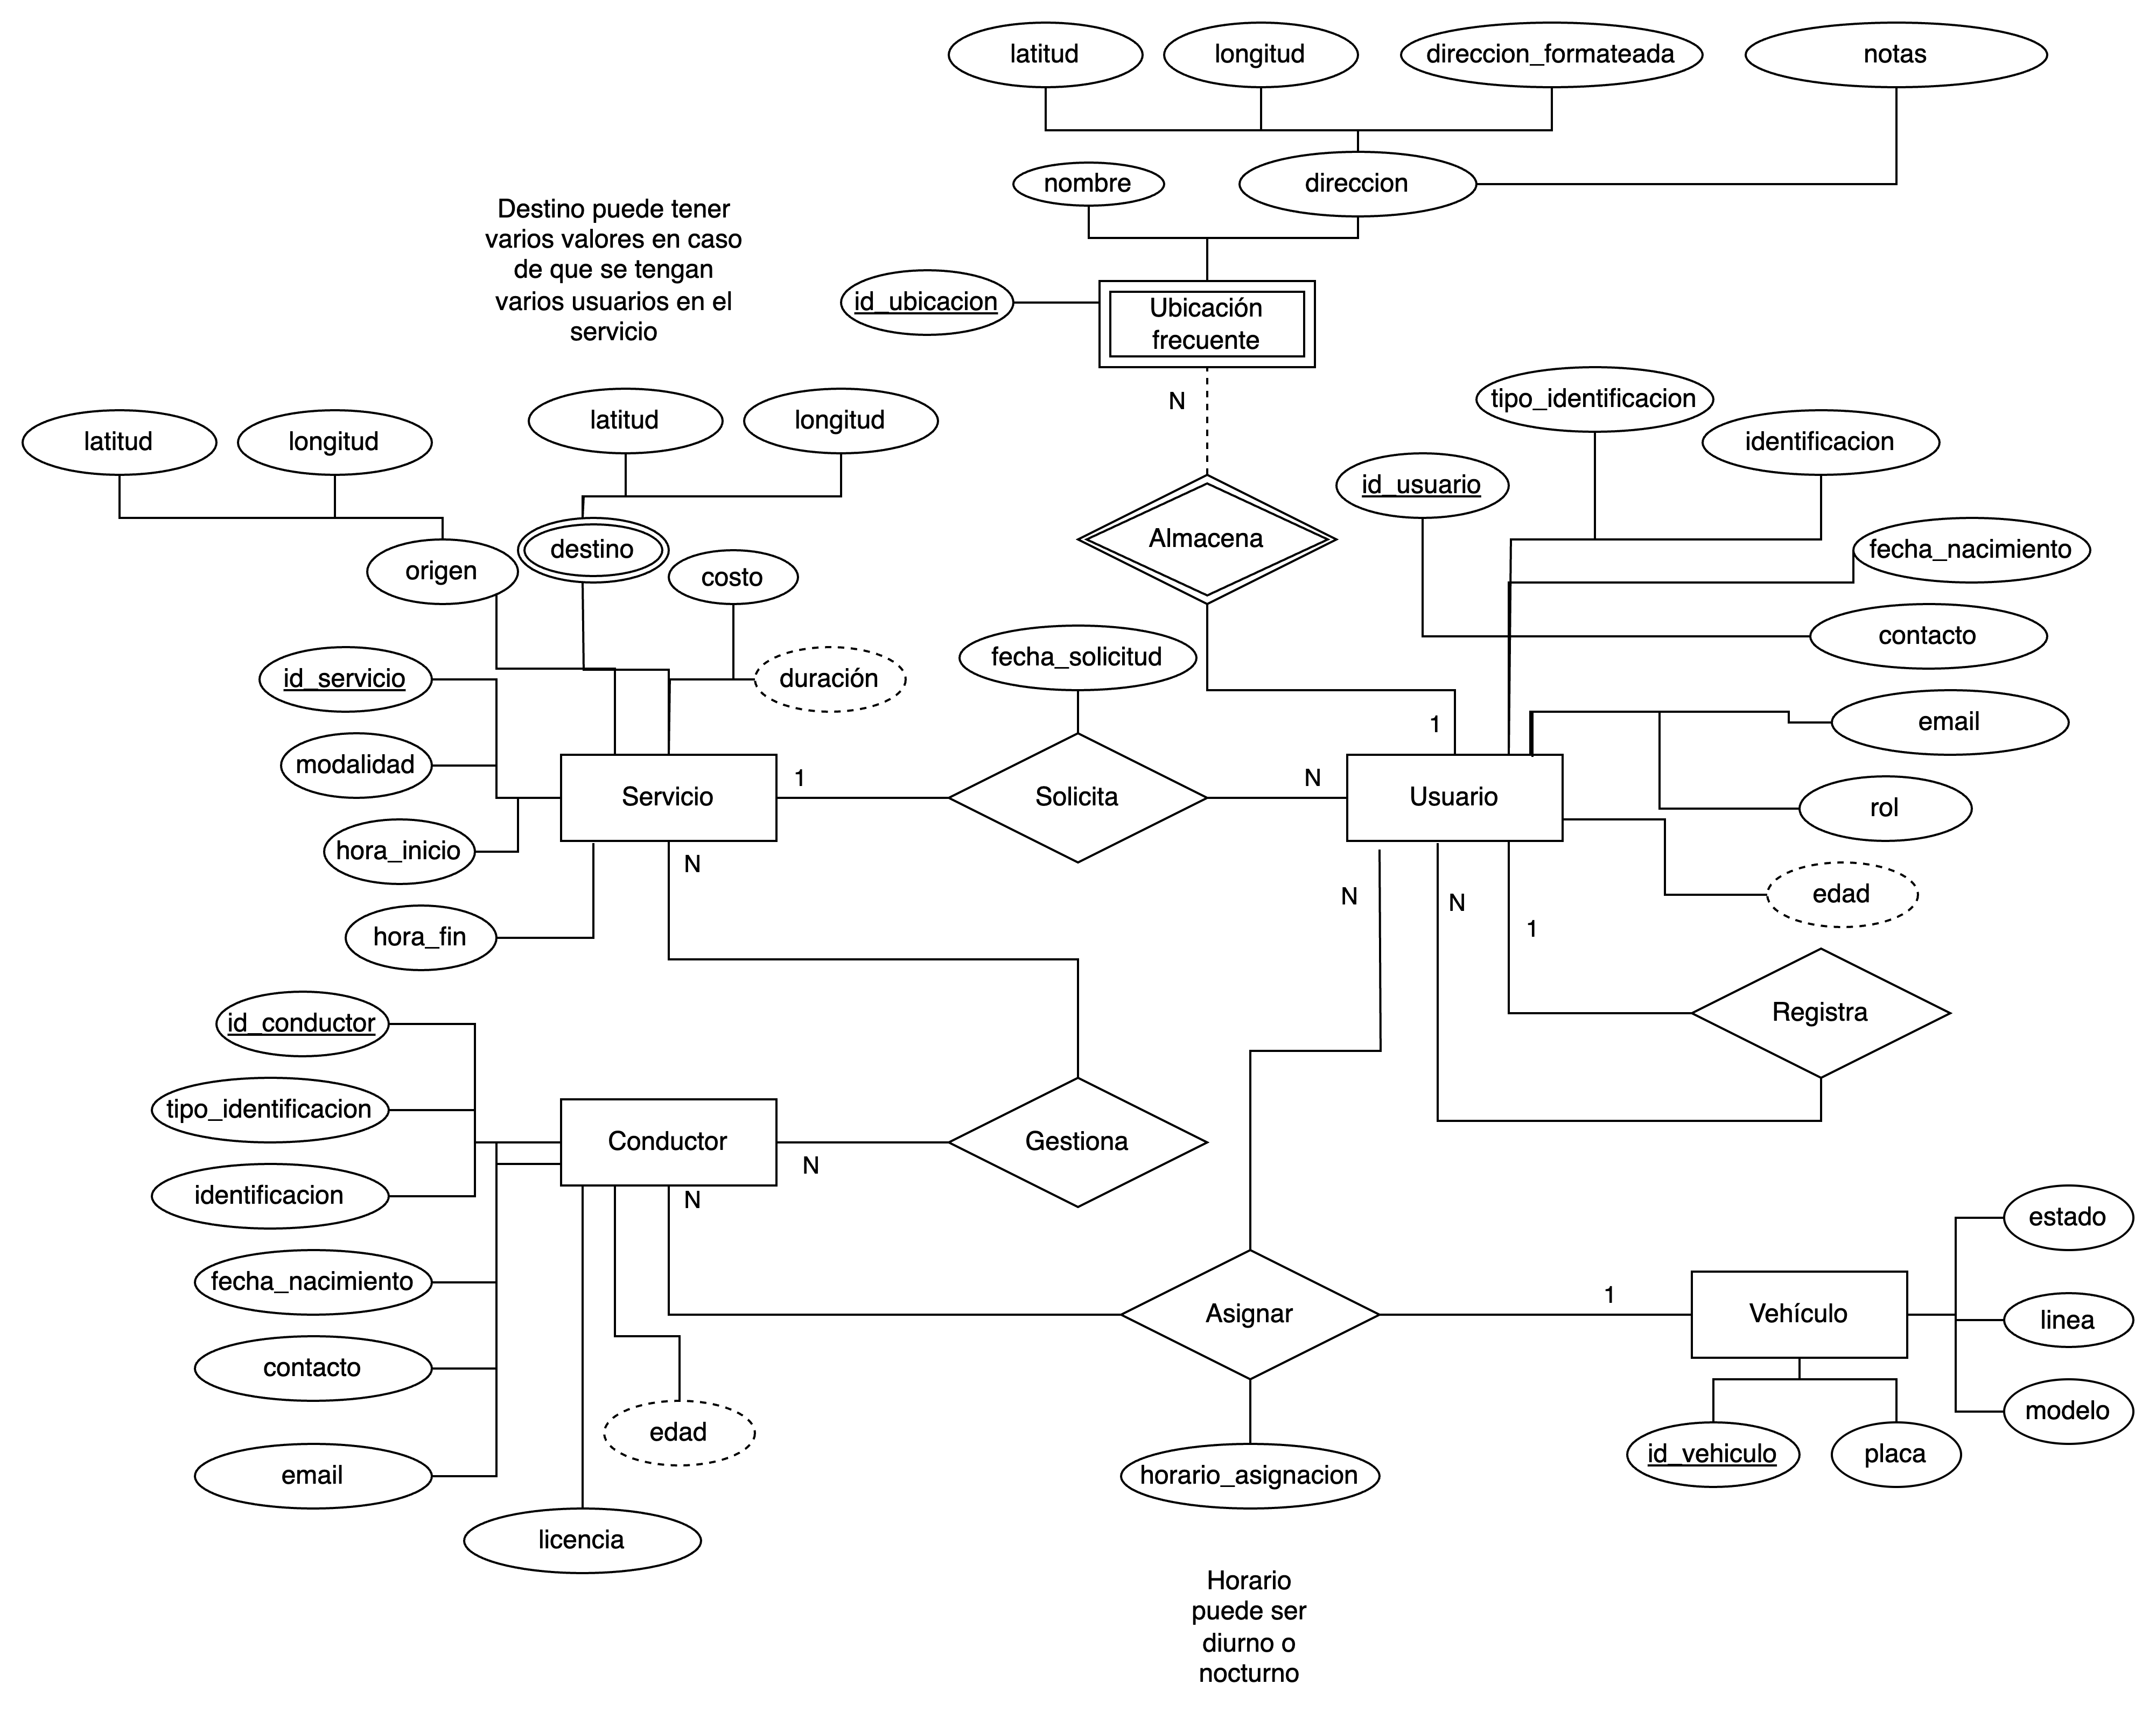 latitud
longitud
direccion_formateada
notas
nombre
direccion
Destino puede tener
varios valores en caso
de que se tengan
varios usuarios en el
servicio
id_ubicacion
Ubicación
frecuente
N
tipo_identificacion
latitud
longitud
latitud
longitud
identificacion
id_usuario
Almacena
destino
fecha_nacimiento
origen
costo
contacto
fecha_solicitud
id_servicio
duración
1
email
modalidad
Servicio
1
Solicita
N
Usuario
rol
hora_inicio
N
N
N
edad
hora_fin
1
id_conductor
Registra
tipo_identificacion
Conductor
N
Gestiona
identificacion
N
estado
fecha_nacimiento
Asignar
1
Vehículo
linea
contacto
modelo
edad
id_vehiculo
placa
email
horario_asignacion
licencia
Horario
puede ser
diurno o
nocturno